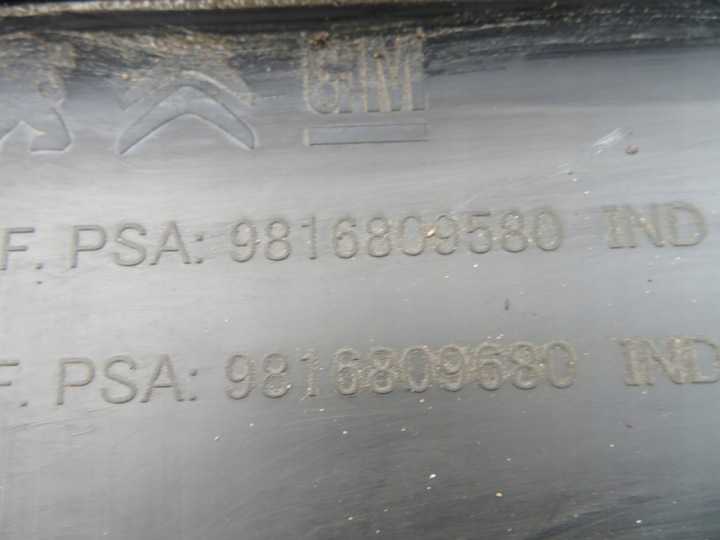 GM
F. PSA: 9816809580 IND
F. PSA: 9816809680 IND